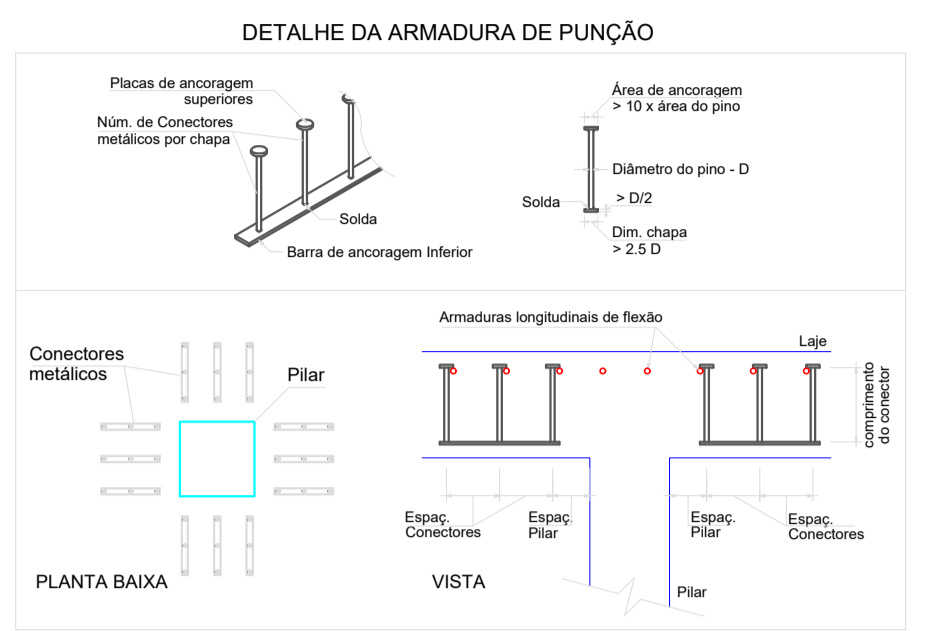 DETALHE DA ARMADURA DE PUNÇÃO
Placas de ancoragem
superiores
Núm. de Conectores
metálicos por chapa
Solda
Barra de ancoragem Inferior
Área de ancoragem
> 10 x área do pino
Diâmetro do pino - D
Solda
> D/2
Dim. chapa
> 2.5 D
Conectores
metálicos
Pilar
PLANTA BAIXA
Armaduras longitudinais de flexão
Laje
comprimento
do conector
Espaç.
Conectores
Espaç.
Pilar
Espaç.
Pilar
Espaç.
Conectores
VISTA
Pilar